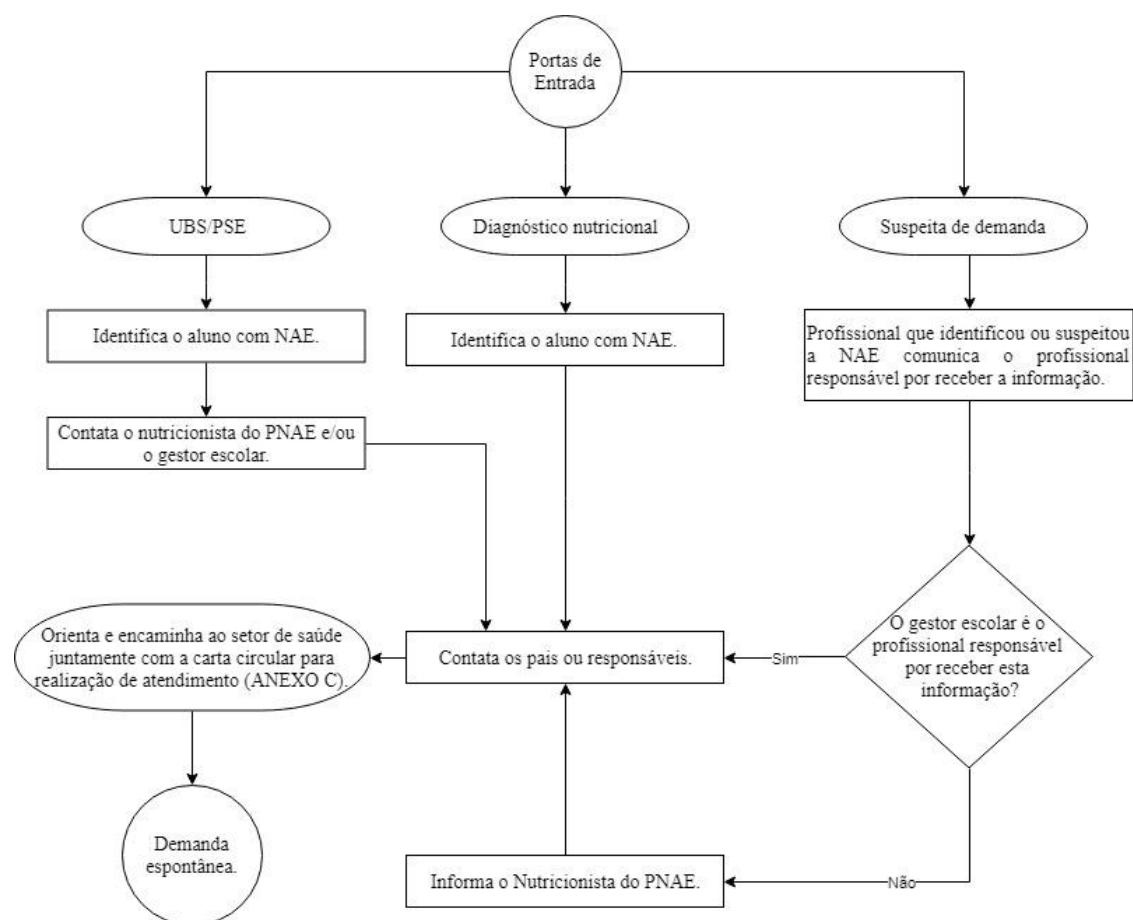 Portas de
Entrada
UBS/PSE
Diagnóstico nutricional
Suspeita de demanda
Identifica o aluno com NAE.
Identifica o aluno com NAE.
Profissional que identificou ou suspeitou
a NAE comunica o profissional
responsável por receber a informação.
Contata o nutricionista do PNAE e/ou
o gestor escolar.
Orienta e encaminha ao setor de saúde
juntamente com a carta circular para
realização de atendimento (ANEXO C).
Contata os pais ou responsáveis.
Sim
O gestor escolar é o
profissional responsável
por receber esta
informação?
Demanda
espontânea.
Informa o Nutricionista do PNAE.
Não